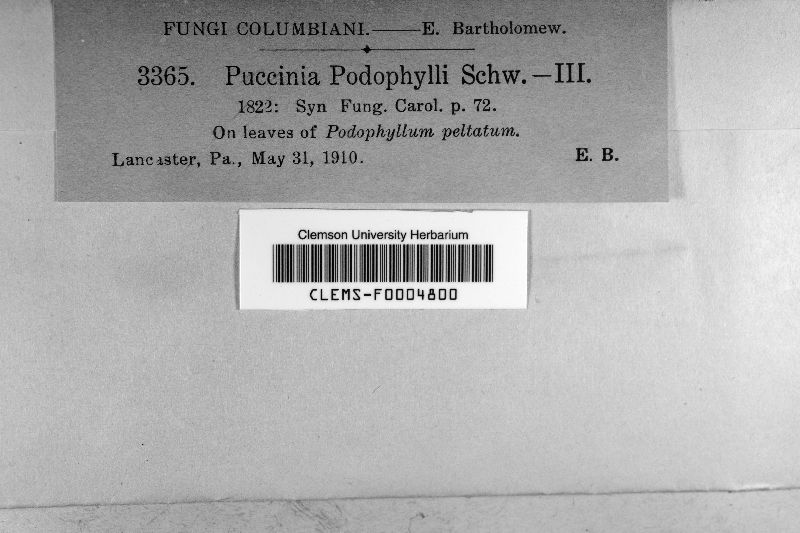 FUNGI COLUMBIANI.——E. Bartholomew.
3365. Puccinia Podophylli Schw.—III.
1822: Syn Fung. Carol. p. 72.
On leaves of Podophyllum peltatum.
Lancaster, Pa., May 31, 1910. E. B.
Clemson University Herbarium
CLEMS-F0004800